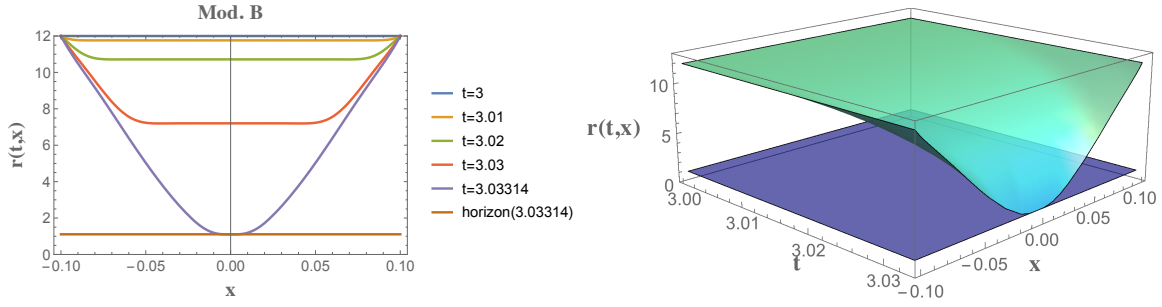 Mod. B
12
10
8
6
4
2
0
r(t,x)
−0.10
−0.05
0.00
0.05
0.10
x
t=3
t=3.01
t=3.02
t=3.03
t=3.03314
horizon(3.03314)
10
5
0
r(t,x)
3.00
3.01
3.02
3.03
t
−0.10
−0.05
0.00
0.05
0.10
x